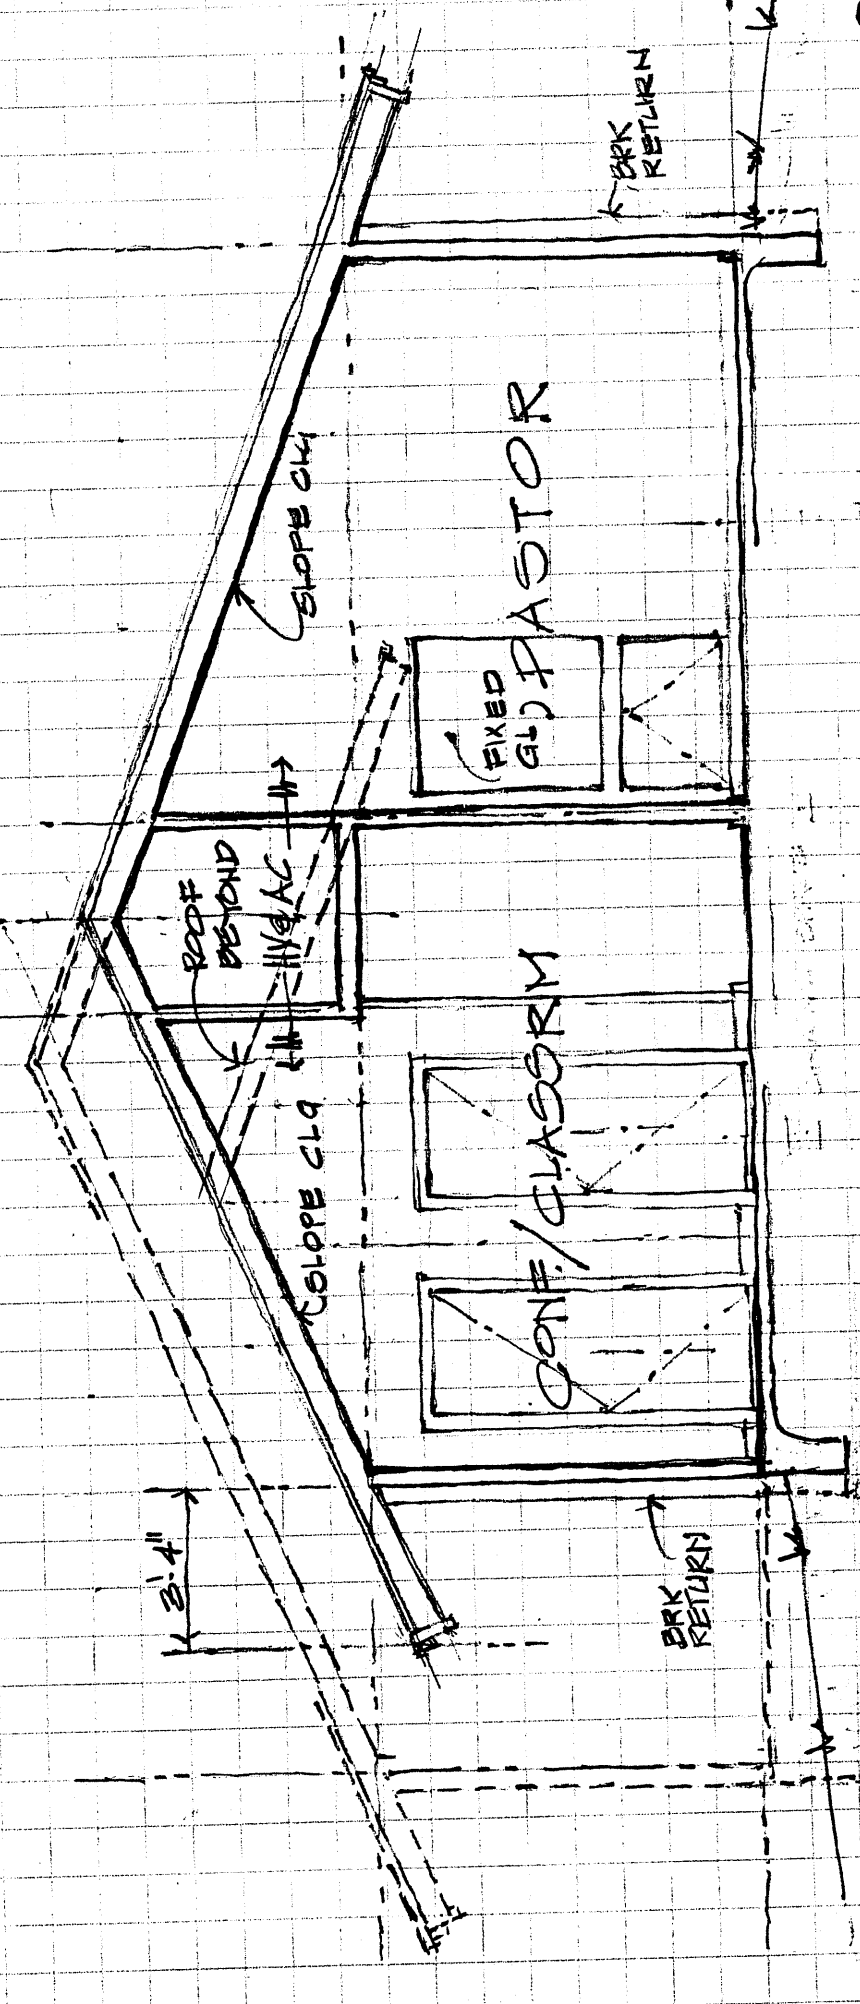 3'-4"
BRK
RETURN
SLOPE CLG
CONF/CLASSRM
ROOF
BEYOND
HVAC
FIXED
GL
PASTOR
SLOPE CLG
BRK
RETURN